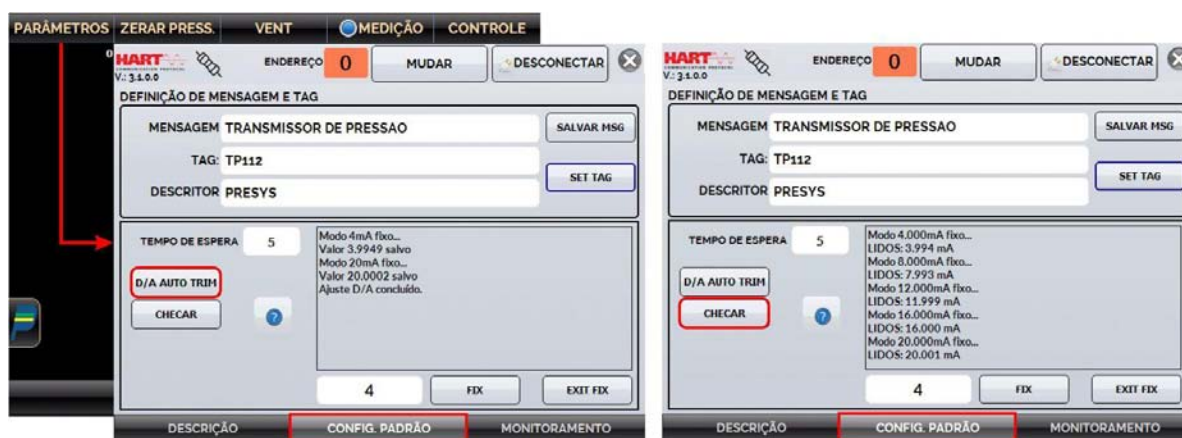 PARÂMETROS ZERAR PRESS. VENT MEDIÇÃO CONTROLE
HART
V.: 3.1.0.0
ENDEREÇO 0 MUDAR DESCONECTAR
DEFINIÇÃO DE MENSAGEM E TAG
MENSAGEM TRANSMISSOR DE PRESSAO SALVAR MSG
TAG: TP112
SET TAG
DESCRITOR PRESYS
TEMPO DE ESPERA 5
D/A AUTO TRIM
CHECAR
?
Modo 4mA fixo...
Valor 3.9949 salvo
Modo 20mA fixo...
Valor 20.0002 salvo
Ajuste D/A concluído.
4 FIX EXIT FIX
DESCRIÇÃO CONFIG. PADRÃO MONITORAMENTO
HART
V.: 3.1.0.0
ENDEREÇO 0 MUDAR DESCONECTAR
DEFINIÇÃO DE MENSAGEM E TAG
MENSAGEM TRANSMISSOR DE PRESSAO SALVAR MSG
TAG: TP112
SET TAG
DESCRITOR PRESYS
TEMPO DE ESPERA 5
D/A AUTO TRIM
CHECAR
?
Modo 4.000mA fixo...
LIDOS: 3.994 mA
Modo 8.000mA fixo...
LIDOS: 7.993 mA
Modo 12.000mA fixo...
LIDOS: 11.999 mA
Modo 16.000mA fixo...
LIDOS: 16.000 mA
Modo 20.000mA fixo...
LIDOS: 20.001 mA
4 FIX EXIT FIX
DESCRIÇÃO CONFIG. PADRÃO MONITORAMENTO